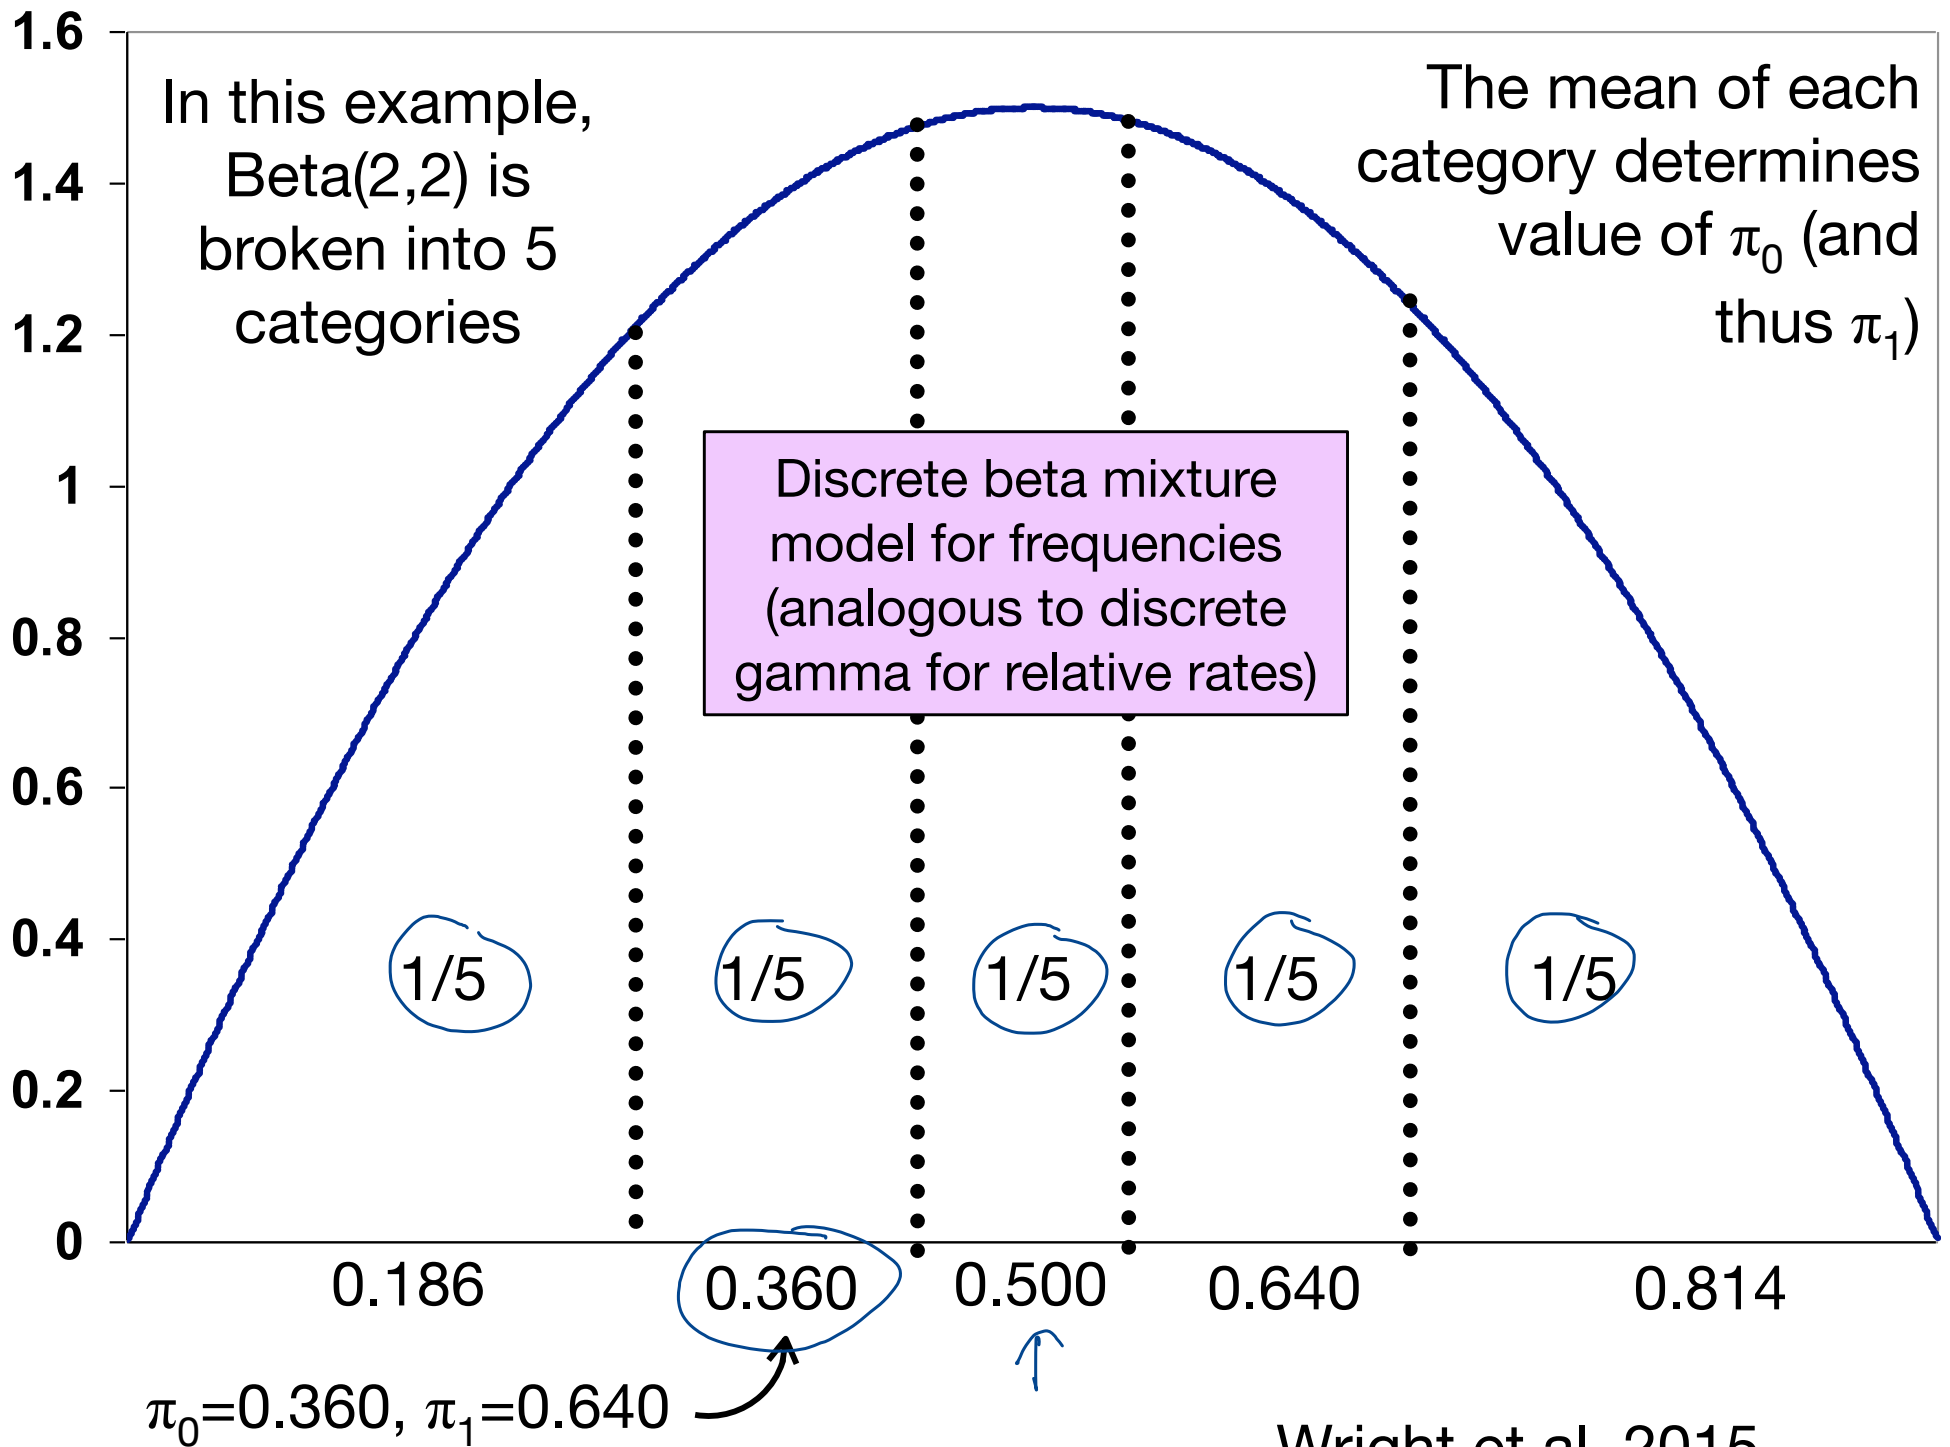 1.6
1.4
1.2
1
0.8
0.6
0.4
0.2
0
In this example,
Beta(2,2) is
broken into 5
categories
The mean of each
category determines
value of π₀ (and
thus π₁)
Discrete beta mixture
model for frequencies
(analogous to discrete
gamma for relative rates)
1/5 1/5 1/5 1/5 1/5
0.186 0.360 0.500 0.640 0.814
π₀=0.360, π₁=0.640
Wright et al. 2015